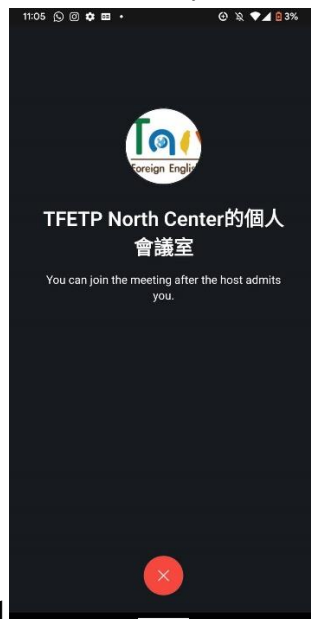 11:05 3%
Foreign Engli
TFETP North Center的個人
會議室
You can join the meeting after the host admits
you.